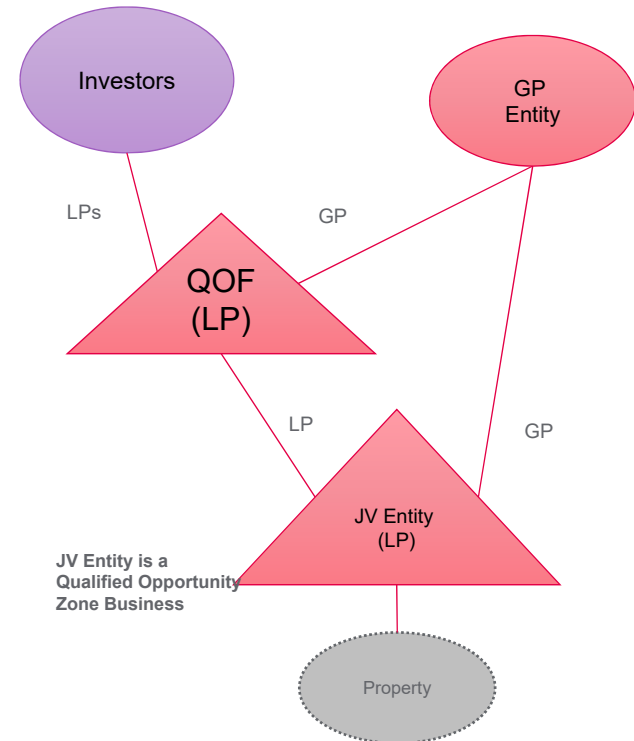 Investors
GP
Entity
LPs
GP
QOF
(LP)
LP
GP
JV Entity
(LP)
JV Entity is a
Qualified Opportunity
Zone Business
Property